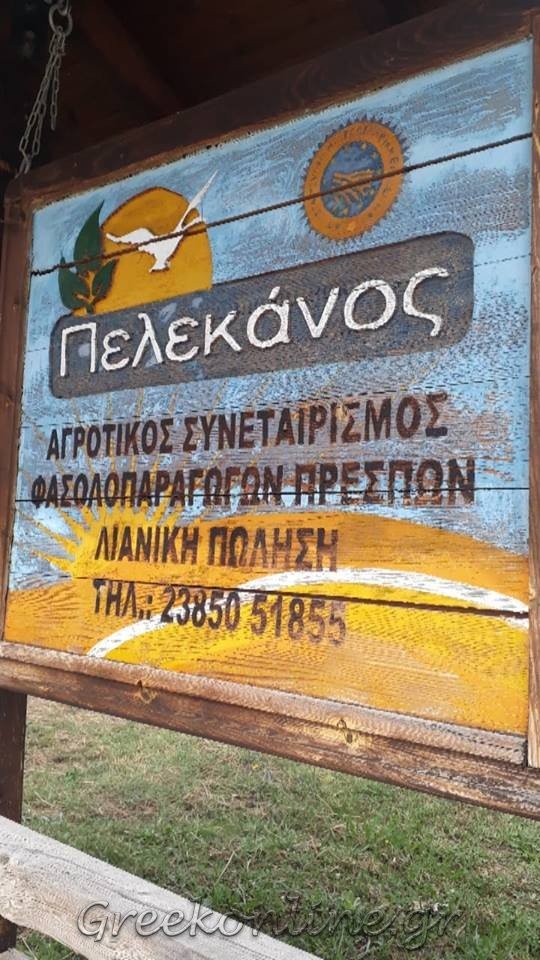 Πελεκάνος
ΑΓΡΟΤΙΚΟΣ ΣΥΝΕΤΑΙΡΙΣΜΟΣ
ΦΑΣΟΛΟΠΑΡΑΓΩΓΩΝ ΠΡΕΣΠΩΝ
ΛΙΑΝΙΚΗ ΠΩΛΗΣΗ
ΤΗΛ.: 23850 51855
Greekonline.gr